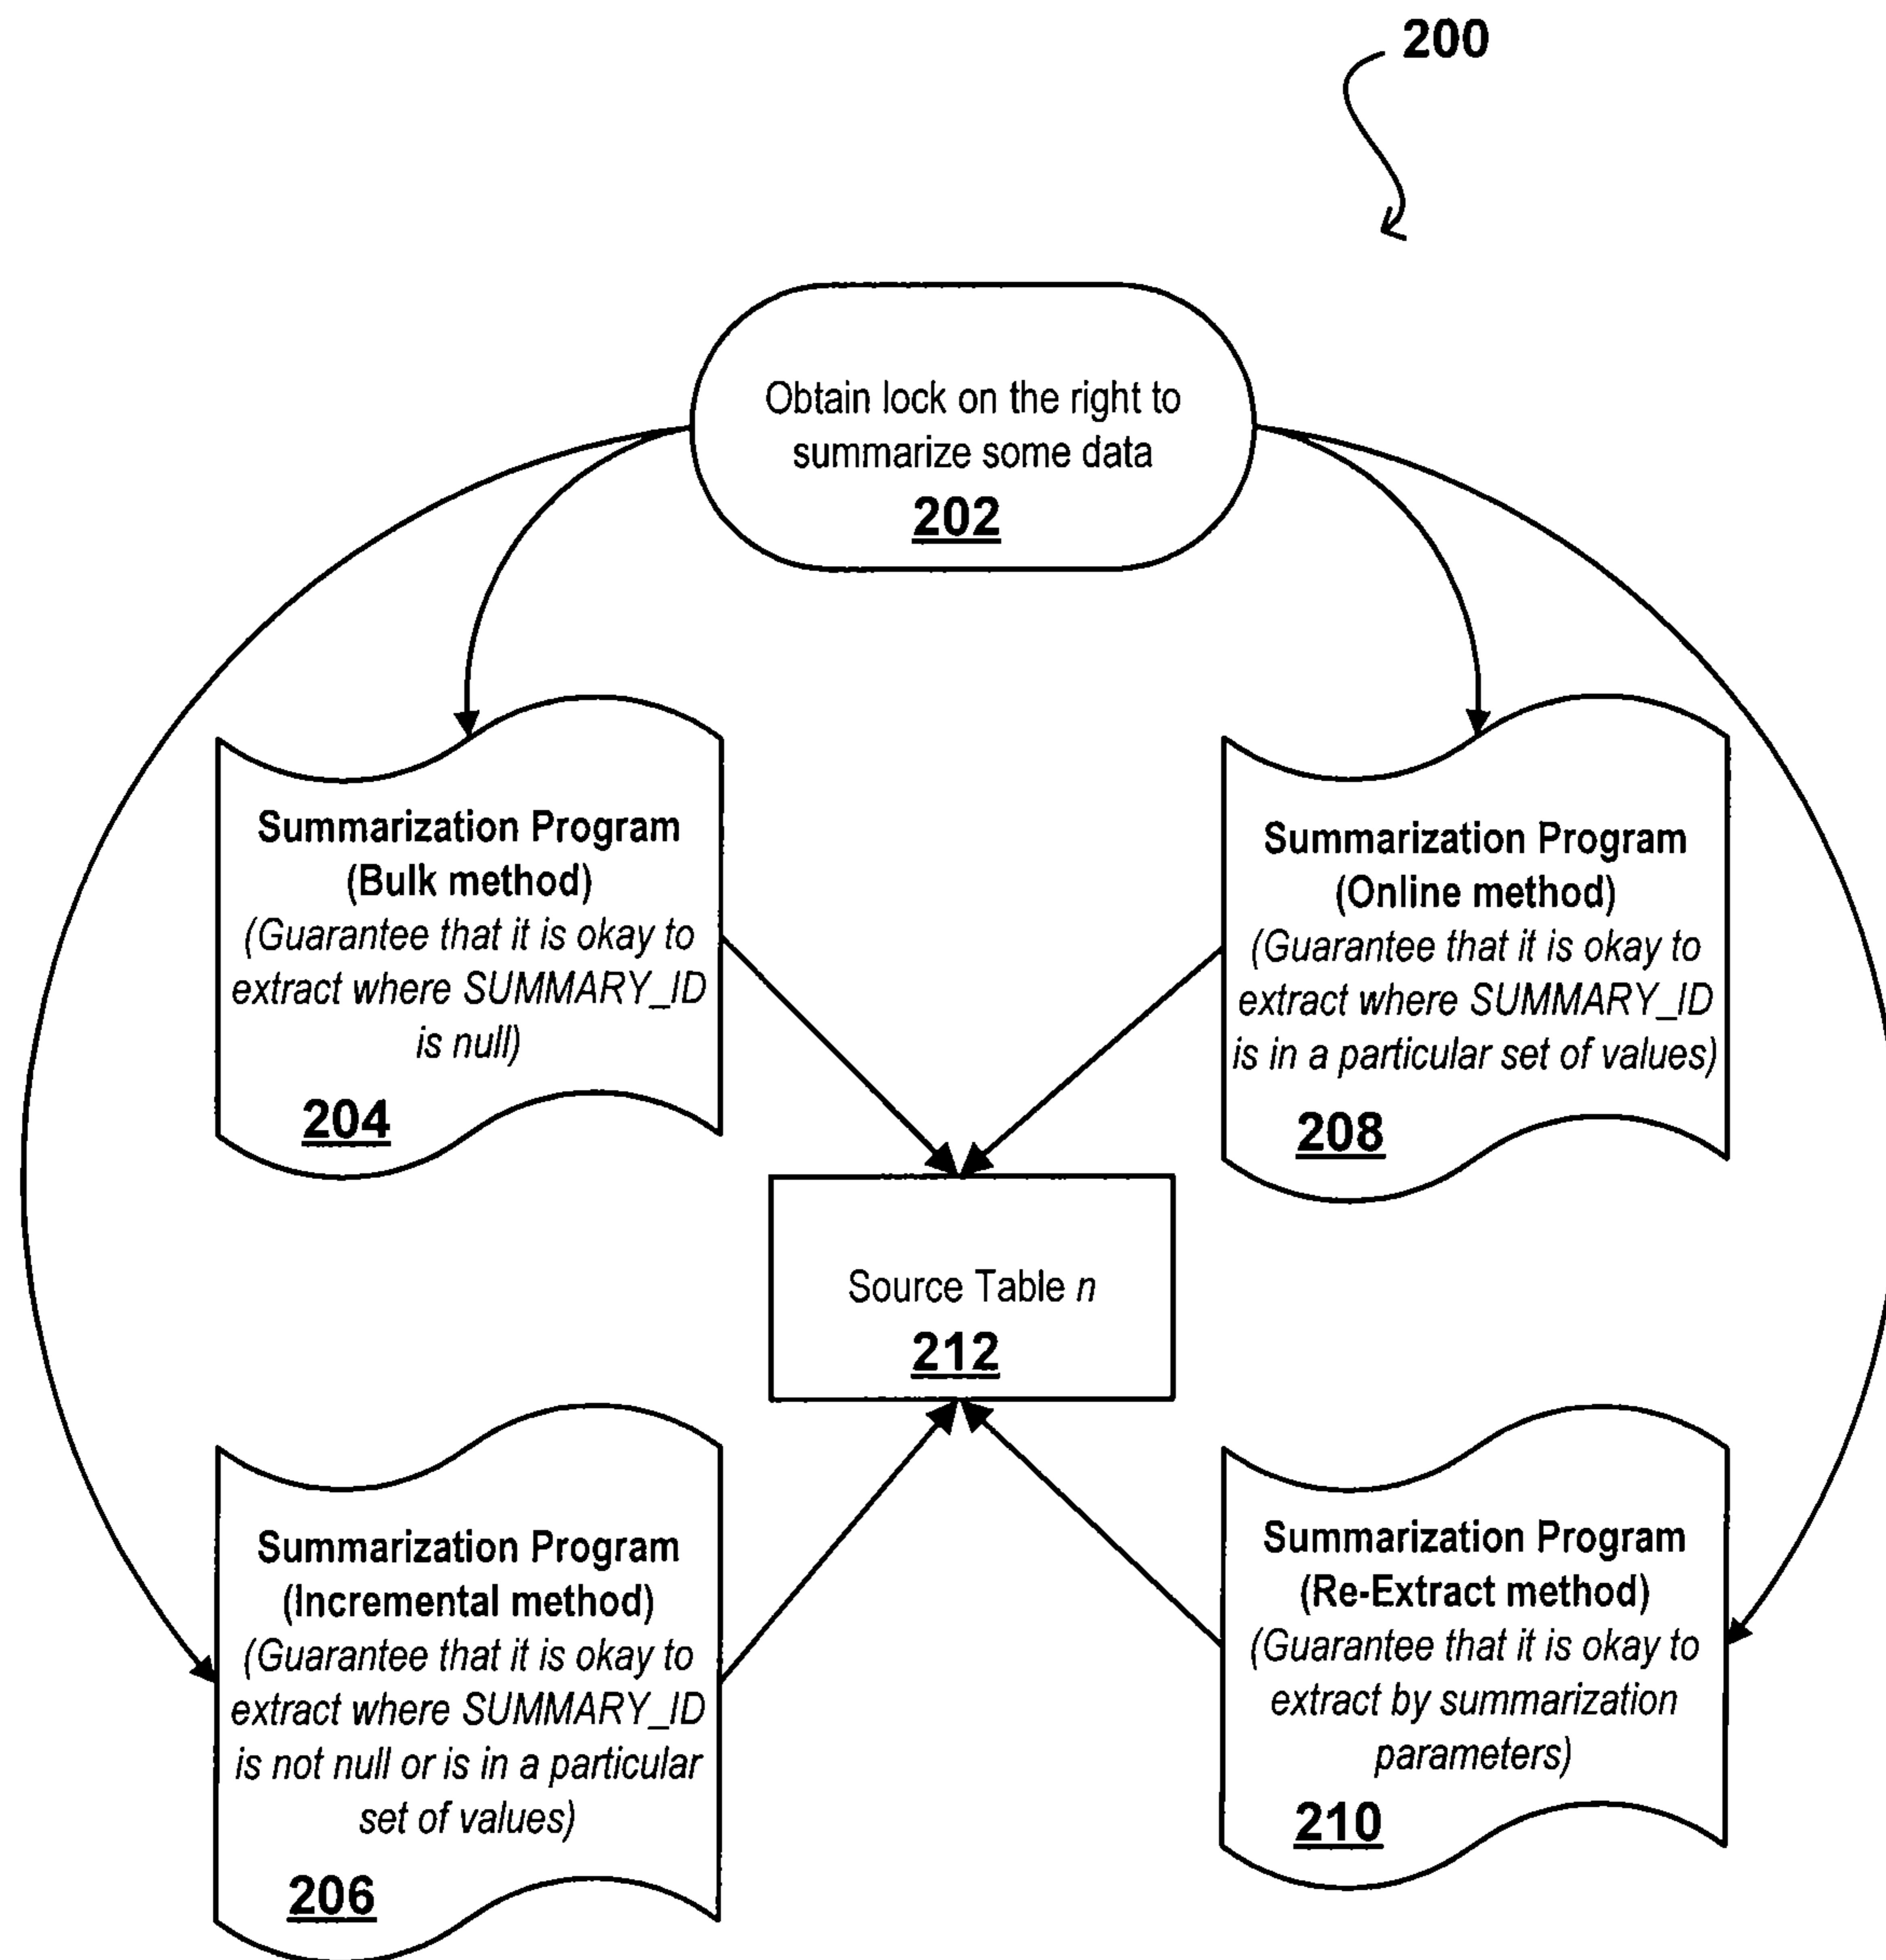 200
Obtain lock on the right to
summarize some data
202
Summarization Program
(Bulk method)
(Guarantee that it is okay to
extract where SUMMARY_ID
is null)
204
Summarization Program
(Online method)
(Guarantee that it is okay to
extract where SUMMARY_ID
is in a particular set of values)
208
Source Table n
212
Summarization Program
(Incremental method)
(Guarantee that it is okay to
extract where SUMMARY_ID
is not null or is in a particular
set of values)
206
Summarization Program
(Re-Extract method)
(Guarantee that it is okay to
extract by summarization
parameters)
210